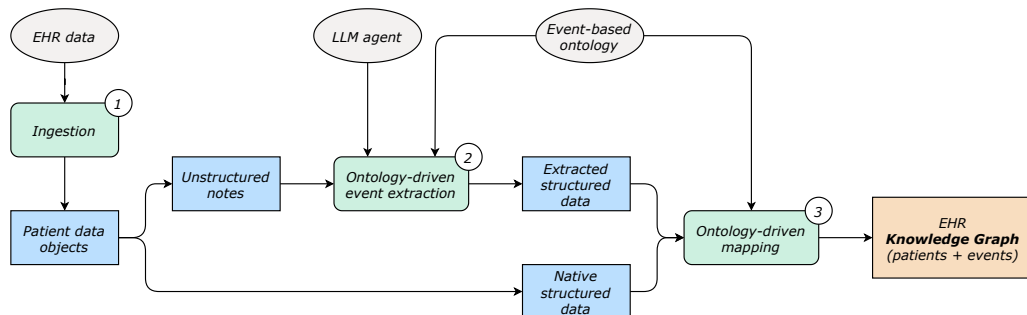 EHR data
LLM agent
Event-based
ontology
1
Ingestion
2
Unstructured
notes
Ontology-driven
event extraction
Extracted
structured
data
3
Patient data
objects
Ontology-driven
mapping
EHR
Knowledge Graph
(patients + events)
Native
structured
data